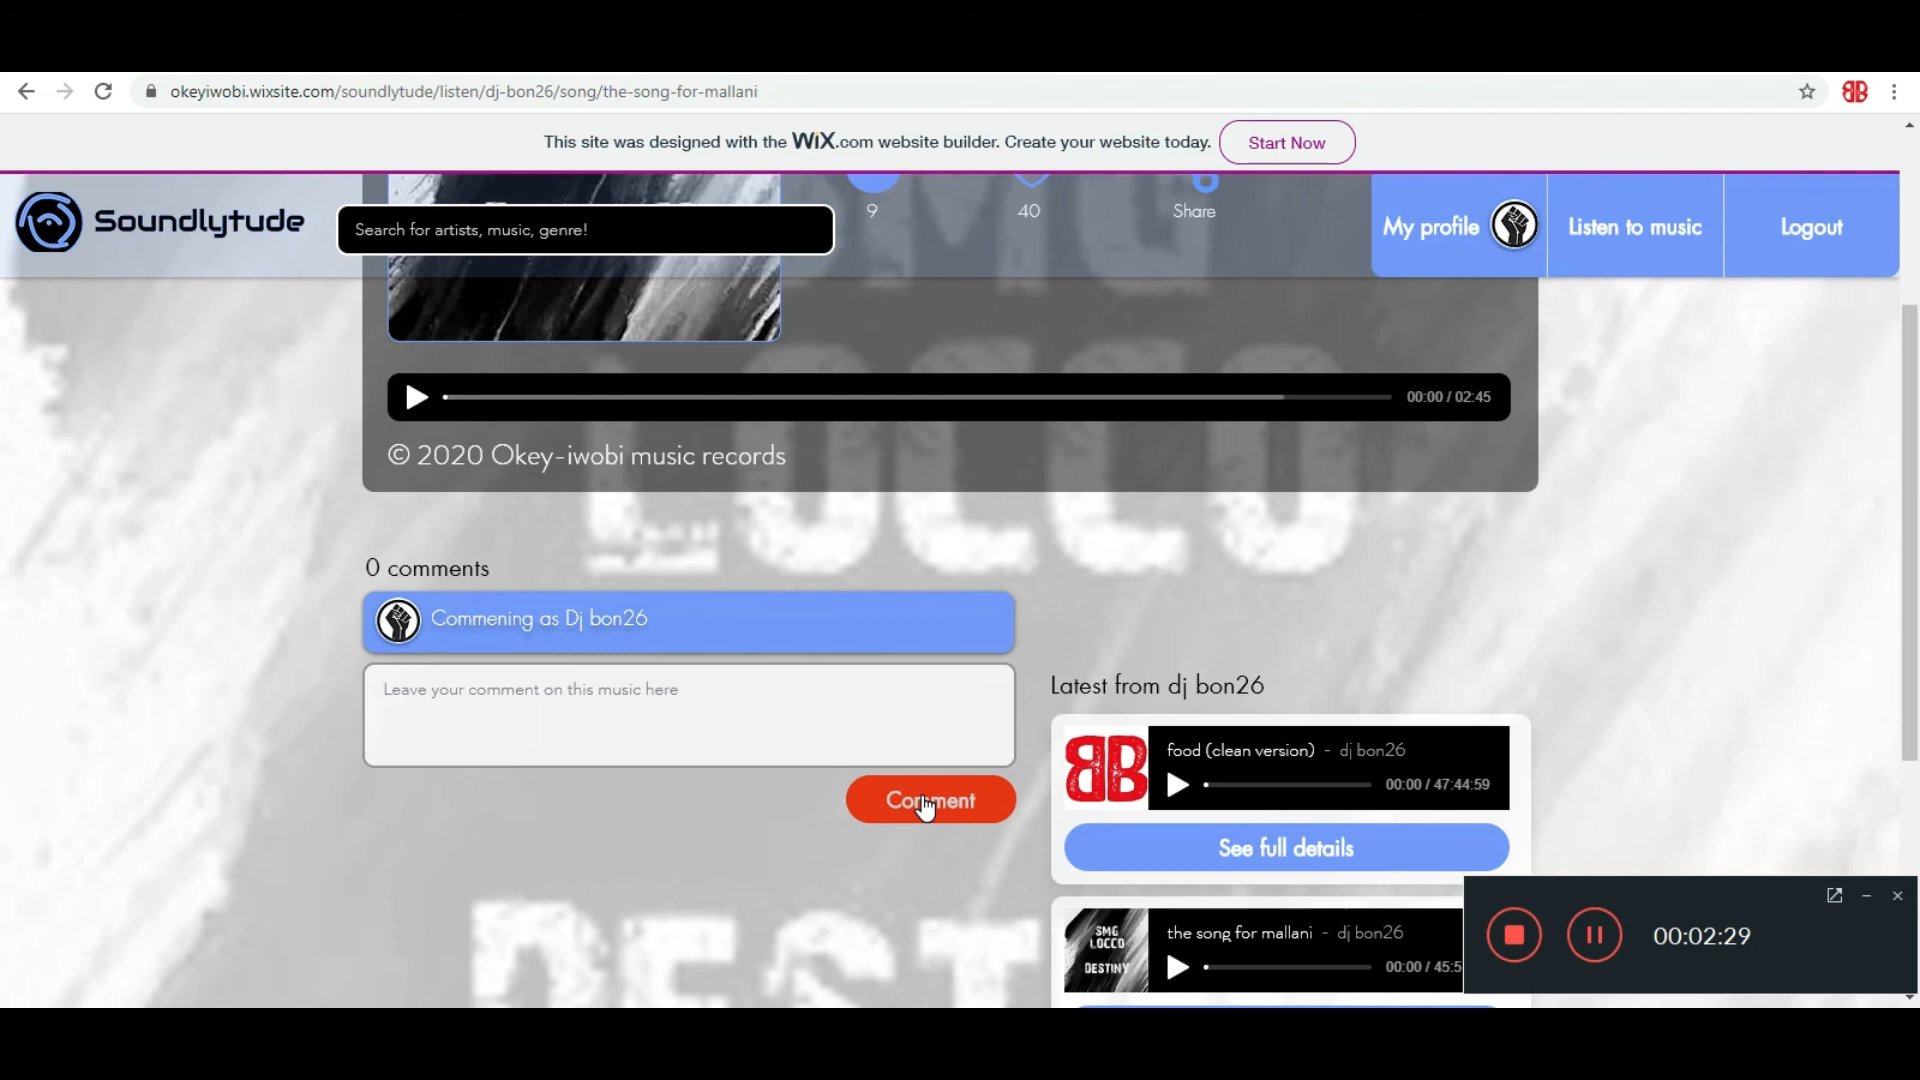 okeyiwobi.wixsite.com/soundlytude/listen/dj-bon26/song/the-song-for-mallani
This site was designed with the WiX.com website builder. Create your website today. Start Now
Soundlytude
Search for artists, music, genre!
9
40
Share
My profile
Listen to music
Logout
LOCCO
00:00 / 02:45
© 2020 Okey-iwobi music records
0 comments
Commening as Dj bon26
Leave your comment on this music here
Comment
Latest from dj bon26
BB
food (clean version) - dj bon26
00:00 / 47:44:59
See full details
SMG
LOCCO
DESTINY
the song for mallani - dj bon26
00:00 / 45:5
00:02:29